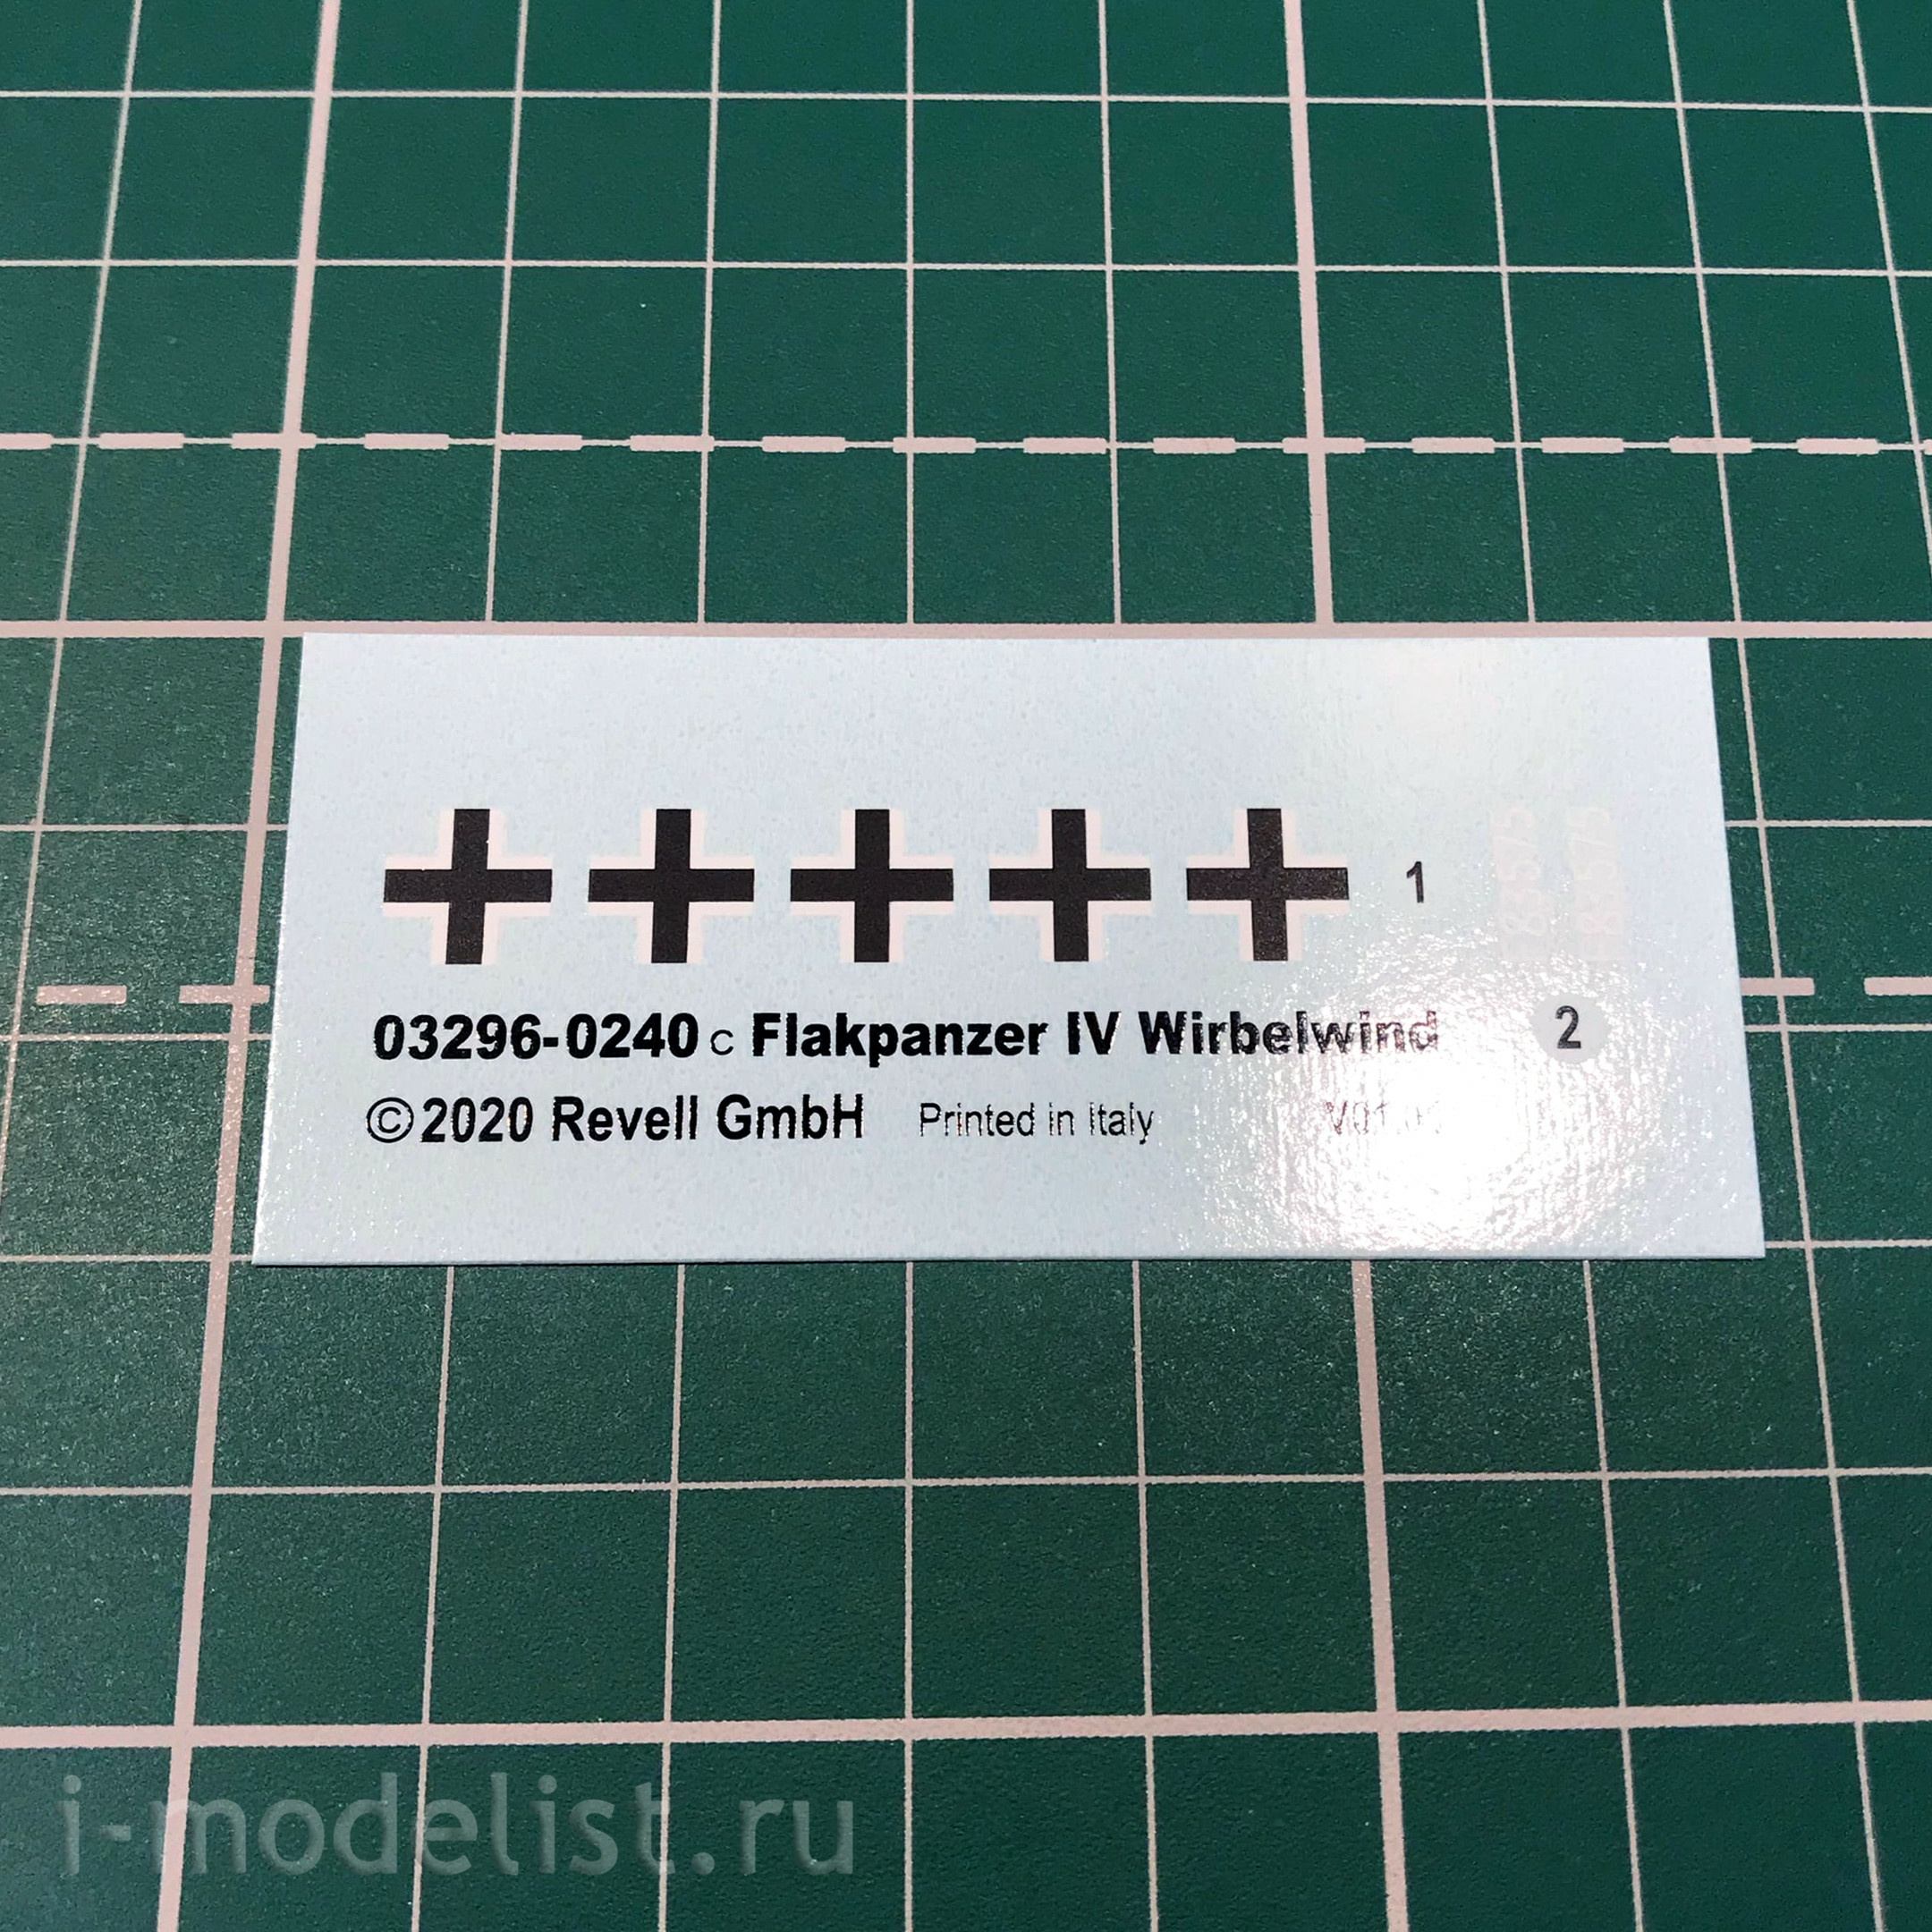 1
2
03296-0240 c Flakpanzer IV Wirbelwind
©2020 Revell GmbH Printed in Italy
i-modelist.ru